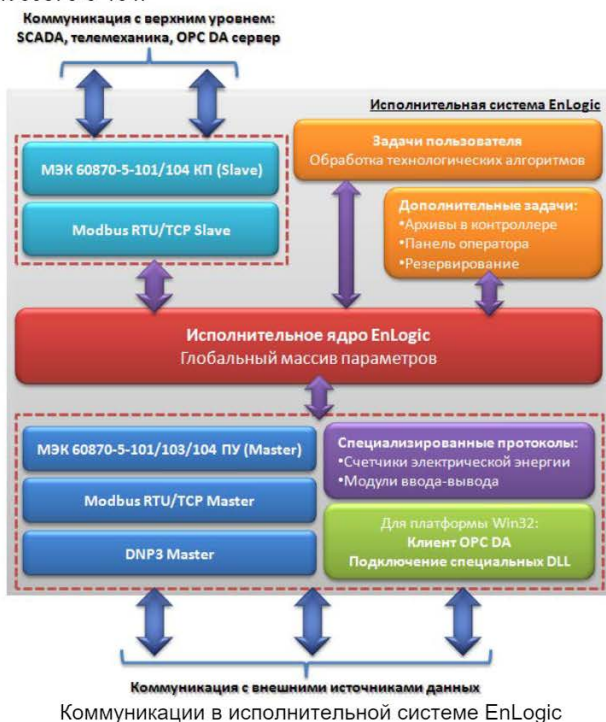 Коммуникация с верхним уровнем:
SCADA, телемеханика, OPC DA сервер
Исполнительная система EnLogic
МЭК 60870-5-101/104 КП (Slave)
Modbus RTU/TCP Slave
Задачи пользователя
Обработка технологических алгоритмов
Дополнительные задачи:
•Архивы в контроллере
•Панель оператора
•Резервирование
Исполнительное ядро EnLogic
Глобальный массив параметров
МЭК 60870-5-101/103/104 ПУ (Master)
Modbus RTU/TCP Master
DNP3 Master
Специализированные протоколы:
•Счетчики электрической энергии
•Модули ввода-вывода
Для платформы Win32:
Клиент OPC DA
Подключение специальных DLL
Коммуникация с внешними источниками данных
Коммуникации в исполнительной системе EnLogic